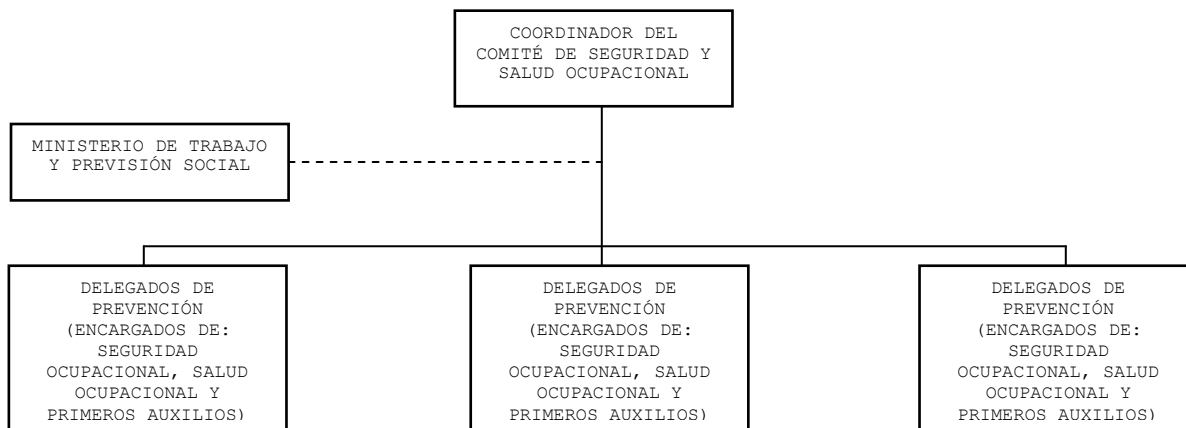 COORDINADOR DEL
COMITÉ DE SEGURIDAD Y
SALUD OCUPACIONAL
MINISTERIO DE TRABAJO
Y PREVISIÓN SOCIAL
DELEGADOS DE
PREVENCIÓN
(ENCARGADOS DE:
SEGURIDAD
OCUPACIONAL, SALUD
OCUPACIONAL Y
PRIMEROS AUXILIOS)
DELEGADOS DE
PREVENCIÓN
(ENCARGADOS DE:
SEGURIDAD
OCUPACIONAL, SALUD
OCUPACIONAL Y
PRIMEROS AUXILIOS)
DELEGADOS DE
PREVENCIÓN
(ENCARGADOS DE:
SEGURIDAD
OCUPACIONAL, SALUD
OCUPACIONAL Y
PRIMEROS AUXILIOS)